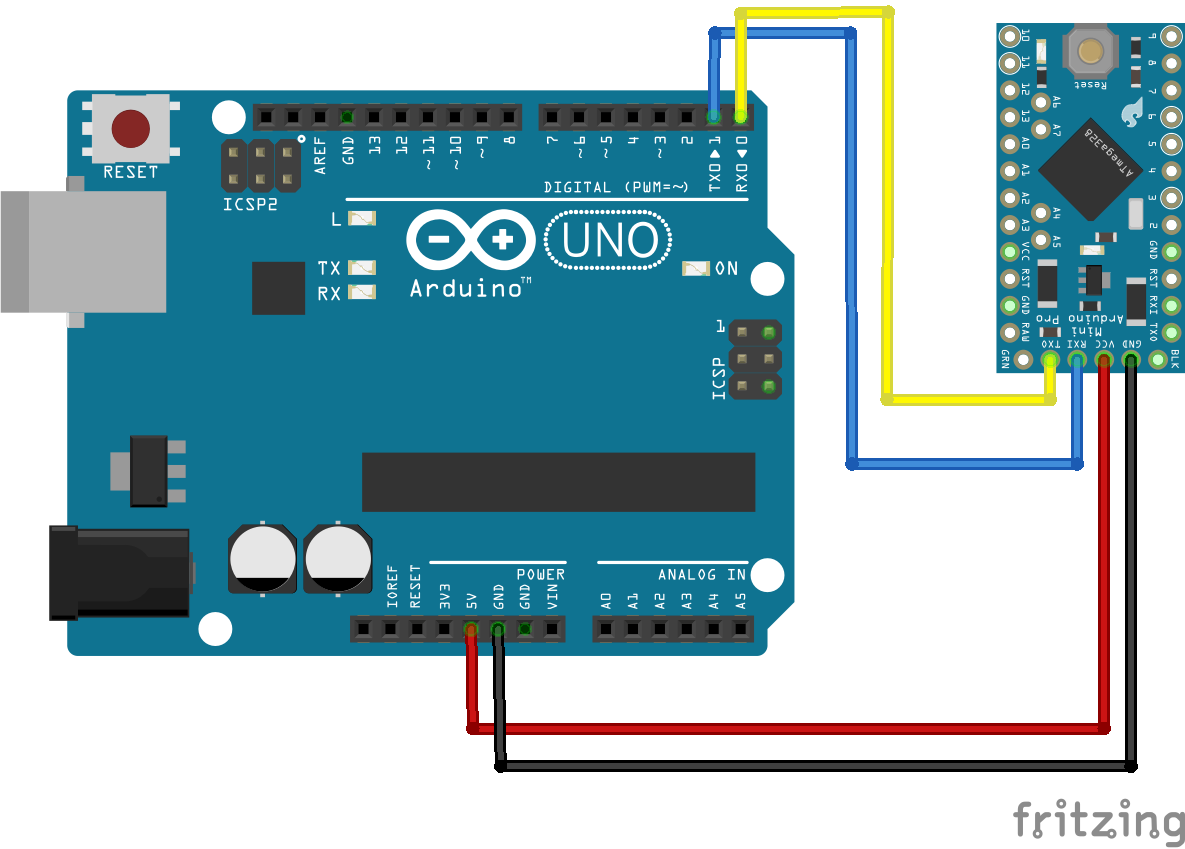 RESET
ICSP2
AREF
GND
13
12
~11
~10
~9
8
7
~6
~5
4
~3
2
TX0▶1
RX0◀0
DIGITAL (PWM=~)
L
TX
RX
UNO
Arduino™
ON
1
ICSP
POWER
ANALOG IN
IOREF
RESET
3V3
5V
GND
GND
VIN
A0
A1
A2
A3
A4
A5
10
11
12
13
A0
A1
A2
A3
VCC
RST
GND
RAW
A6
A7
A4
A5
Reset
ATmega328
9
8
7
6
5
4
3
2
GND
RST
RXI
TXO
Arduino
Pro
Mini
GRN
TXO
RXI
VCC
GND
BLK
fritzing